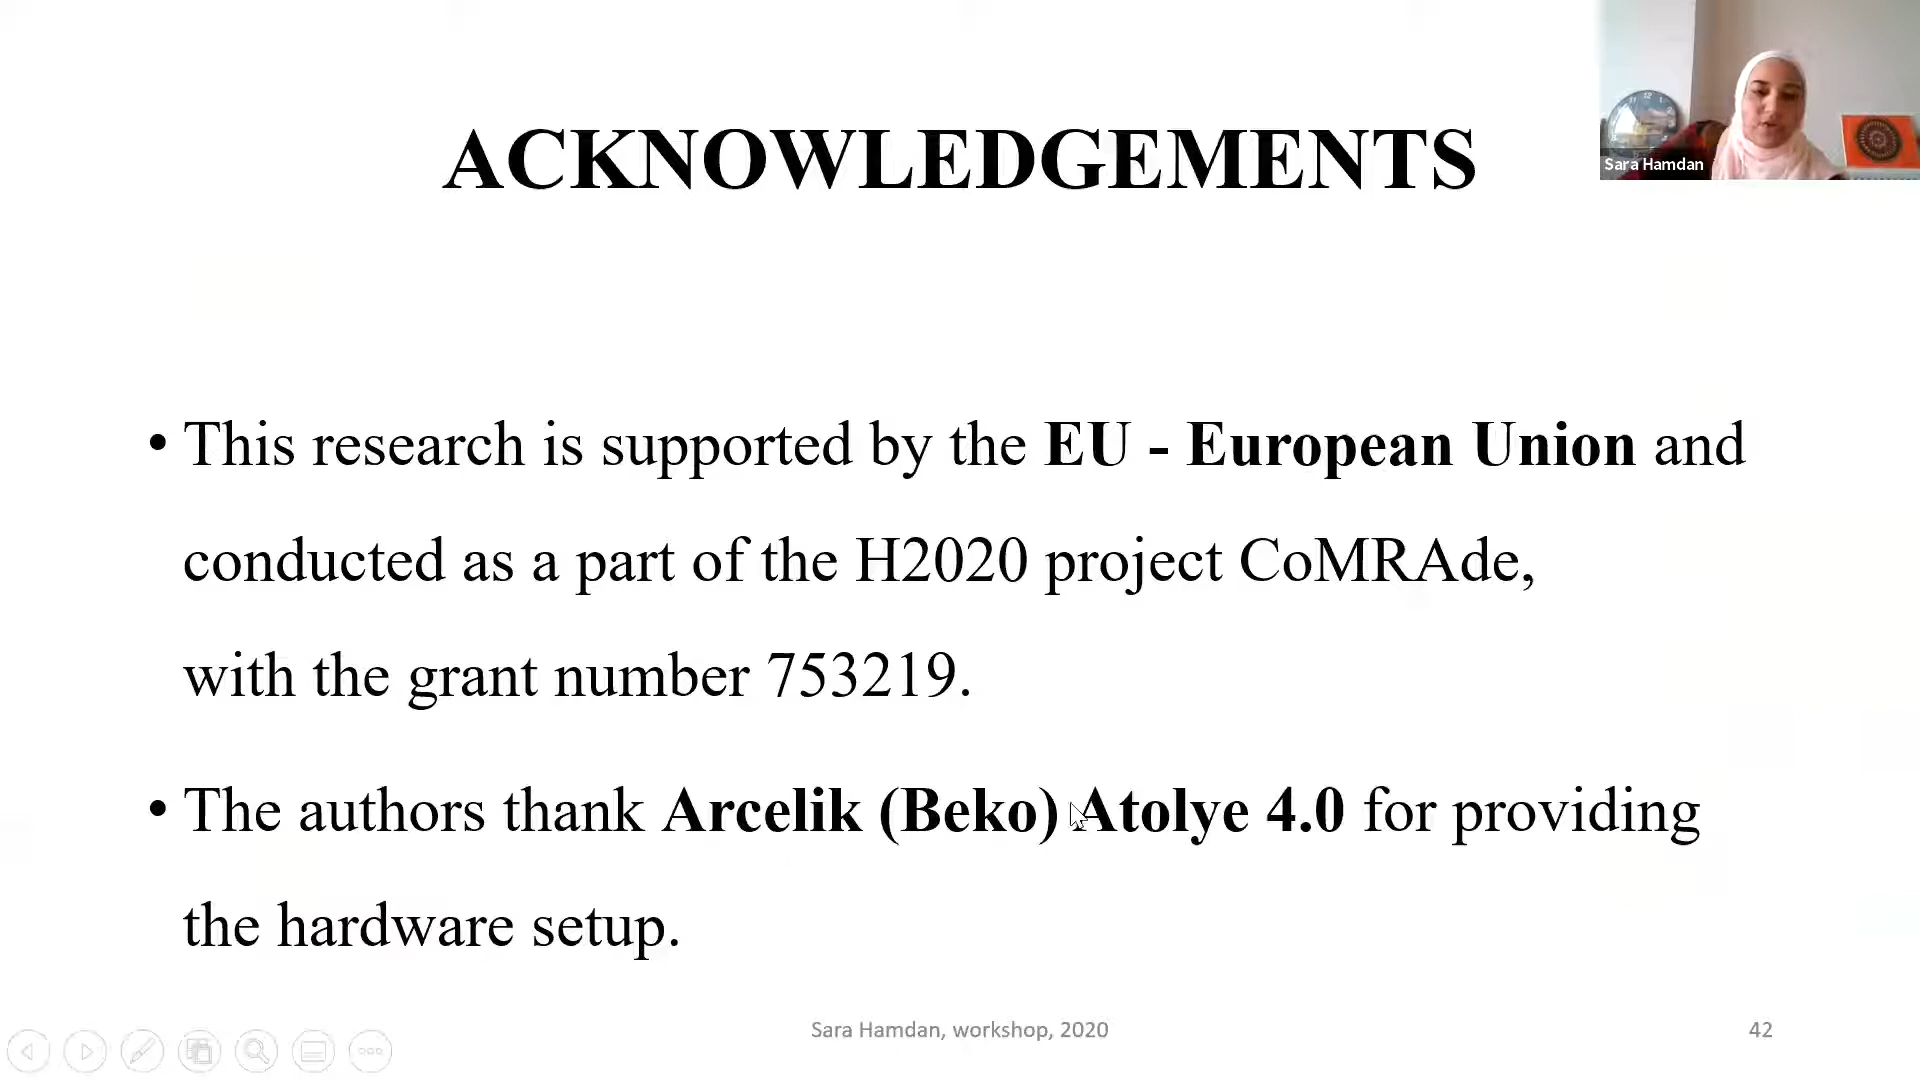 ACKNOWLEDGEMENTS
Sara Hamdan
• This research is supported by the EU - European Union and
conducted as a part of the H2020 project CoMRAde,
with the grant number 753219.
• The authors thank Arcelik (Beko) Atolye 4.0 for providing
the hardware setup.
Sara Hamdan, workshop, 2020
42